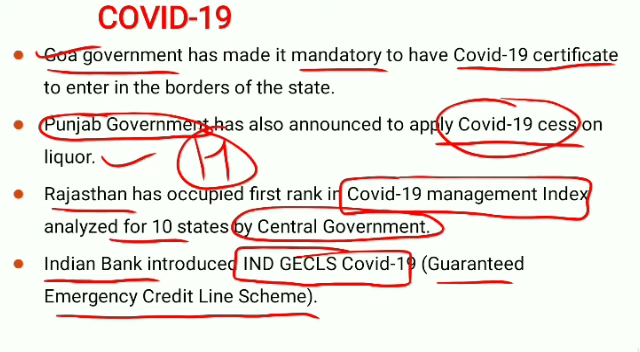 COVID-19
• Goa government has made it mandatory to have Covid-19 certificate
to enter in the borders of the state.
• Punjab Government has also announced to apply Covid-19 cess on
liquor.
• Rajasthan has occupied first rank in Covid-19 management Index
analyzed for 10 states by Central Government.
• Indian Bank introduced IND GECLS Covid-19 (Guaranteed
Emergency Credit Line Scheme).